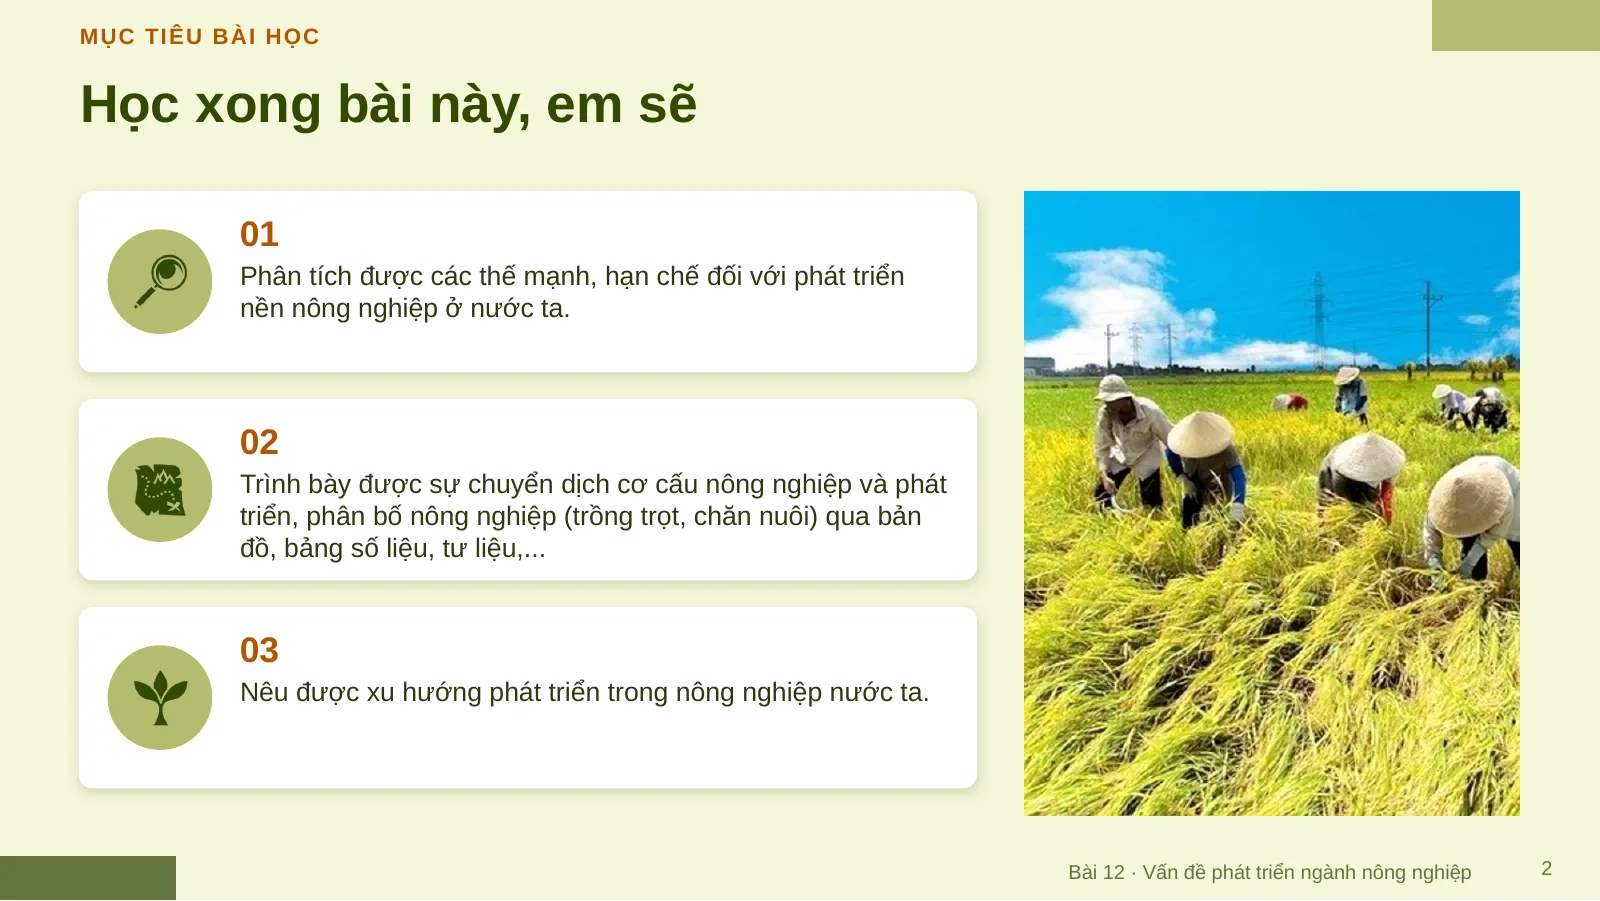 MỤC TIÊU BÀI HỌC
Học xong bài này, em sẽ
01
Phân tích được các thế mạnh, hạn chế đối với phát triển
nền nông nghiệp ở nước ta.
02
Trình bày được sự chuyển dịch cơ cấu nông nghiệp và phát
triển, phân bố nông nghiệp (trồng trọt, chăn nuôi) qua bản
đồ, bảng số liệu, tư liệu,...
03
Nêu được xu hướng phát triển trong nông nghiệp nước ta.
Bài 12 · Vấn đề phát triển ngành nông nghiệp
2